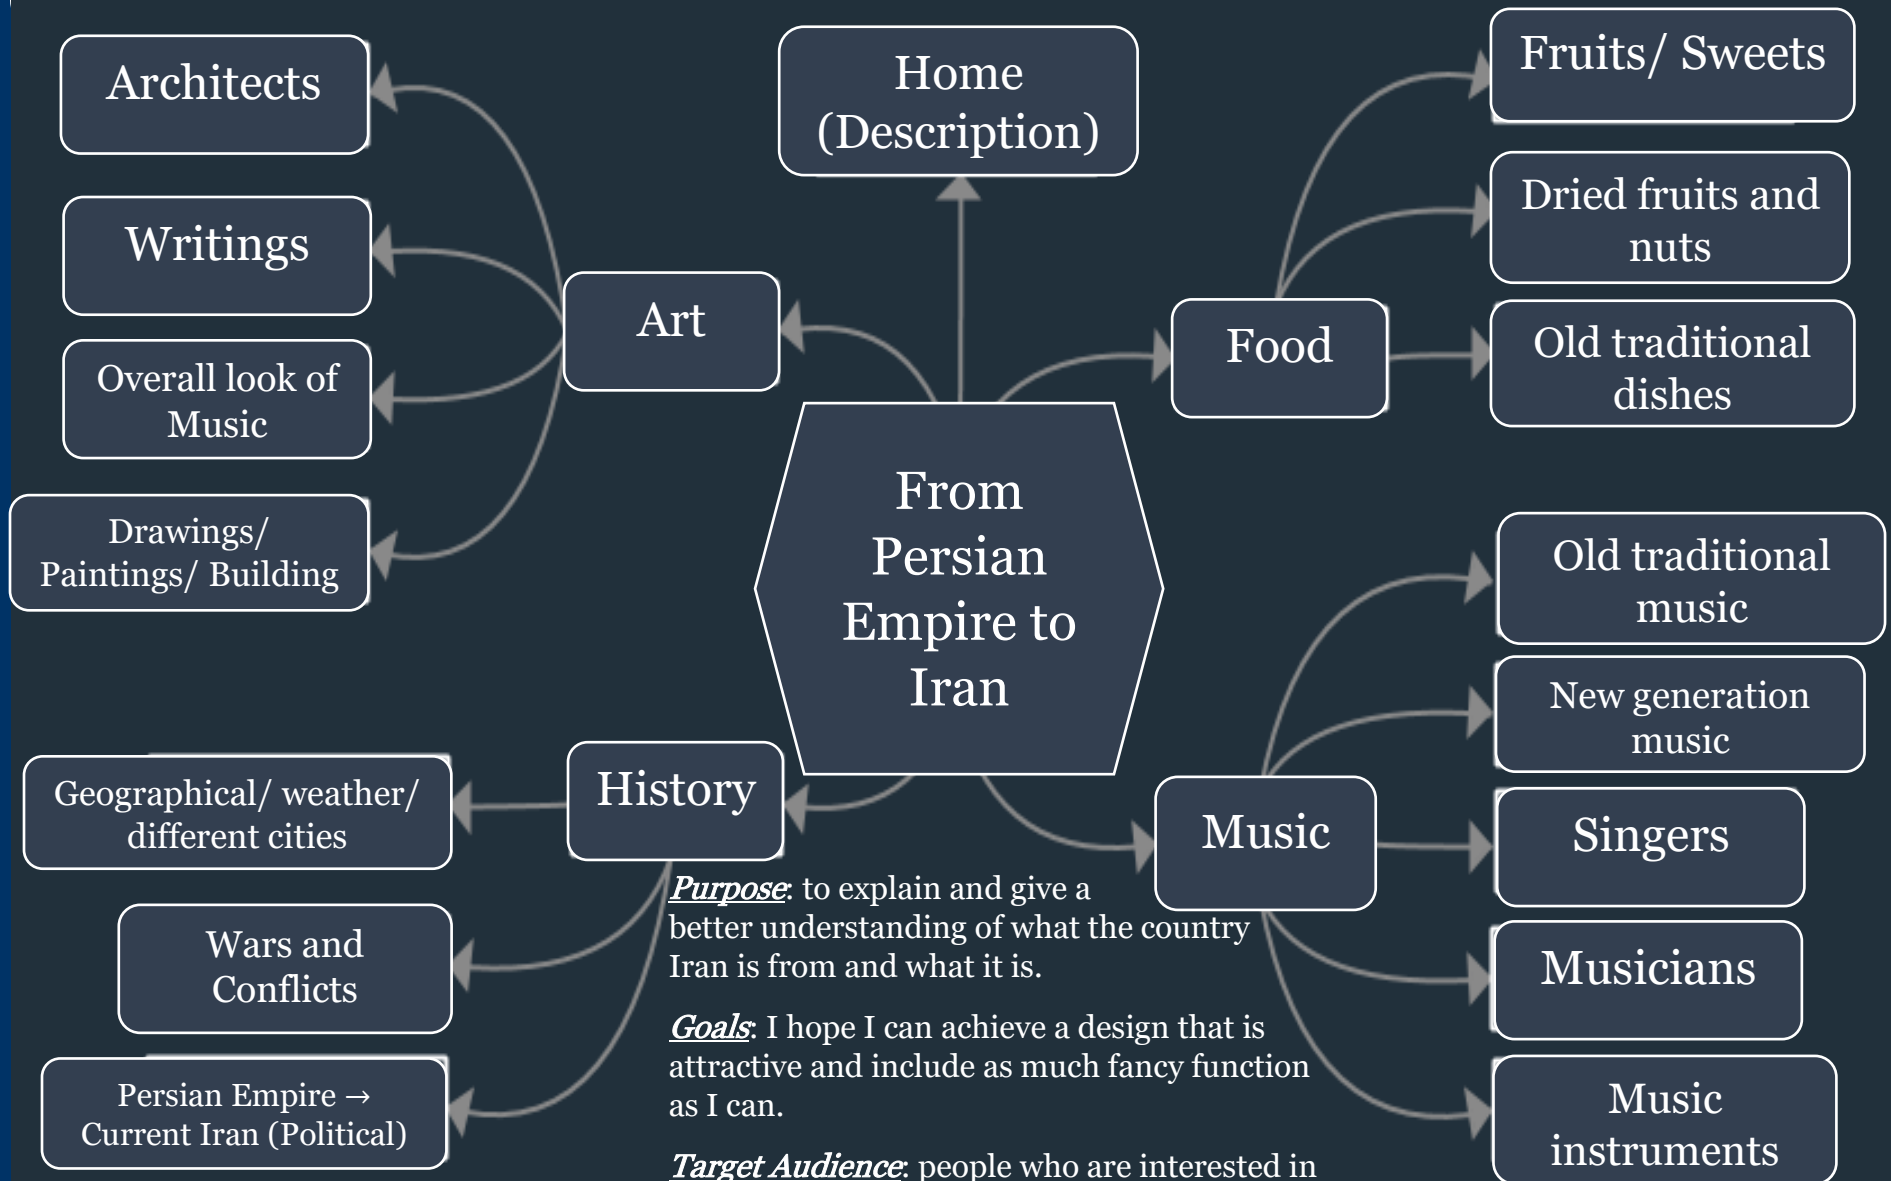 Architects
Writings
Overall look of
Music
Drawings/
Paintings/ Building
Art
Home
(Description)
Food
Fruits/ Sweets
Dried fruits and
nuts
Old traditional
dishes
From
Persian
Empire to
Iran
History
Geographical/ weather/
different cities
Wars and
Conflicts
Persian Empire →
Current Iran (Political)
Music
Old traditional
music
New generation
music
Singers
Musicians
Music
instruments
Purpose: to explain and give a
better understanding of what the country
Iran is from and what it is.
Goals: I hope I can achieve a design that is
attractive and include as much fancy function
as I can.
Target Audience: people who are interested in